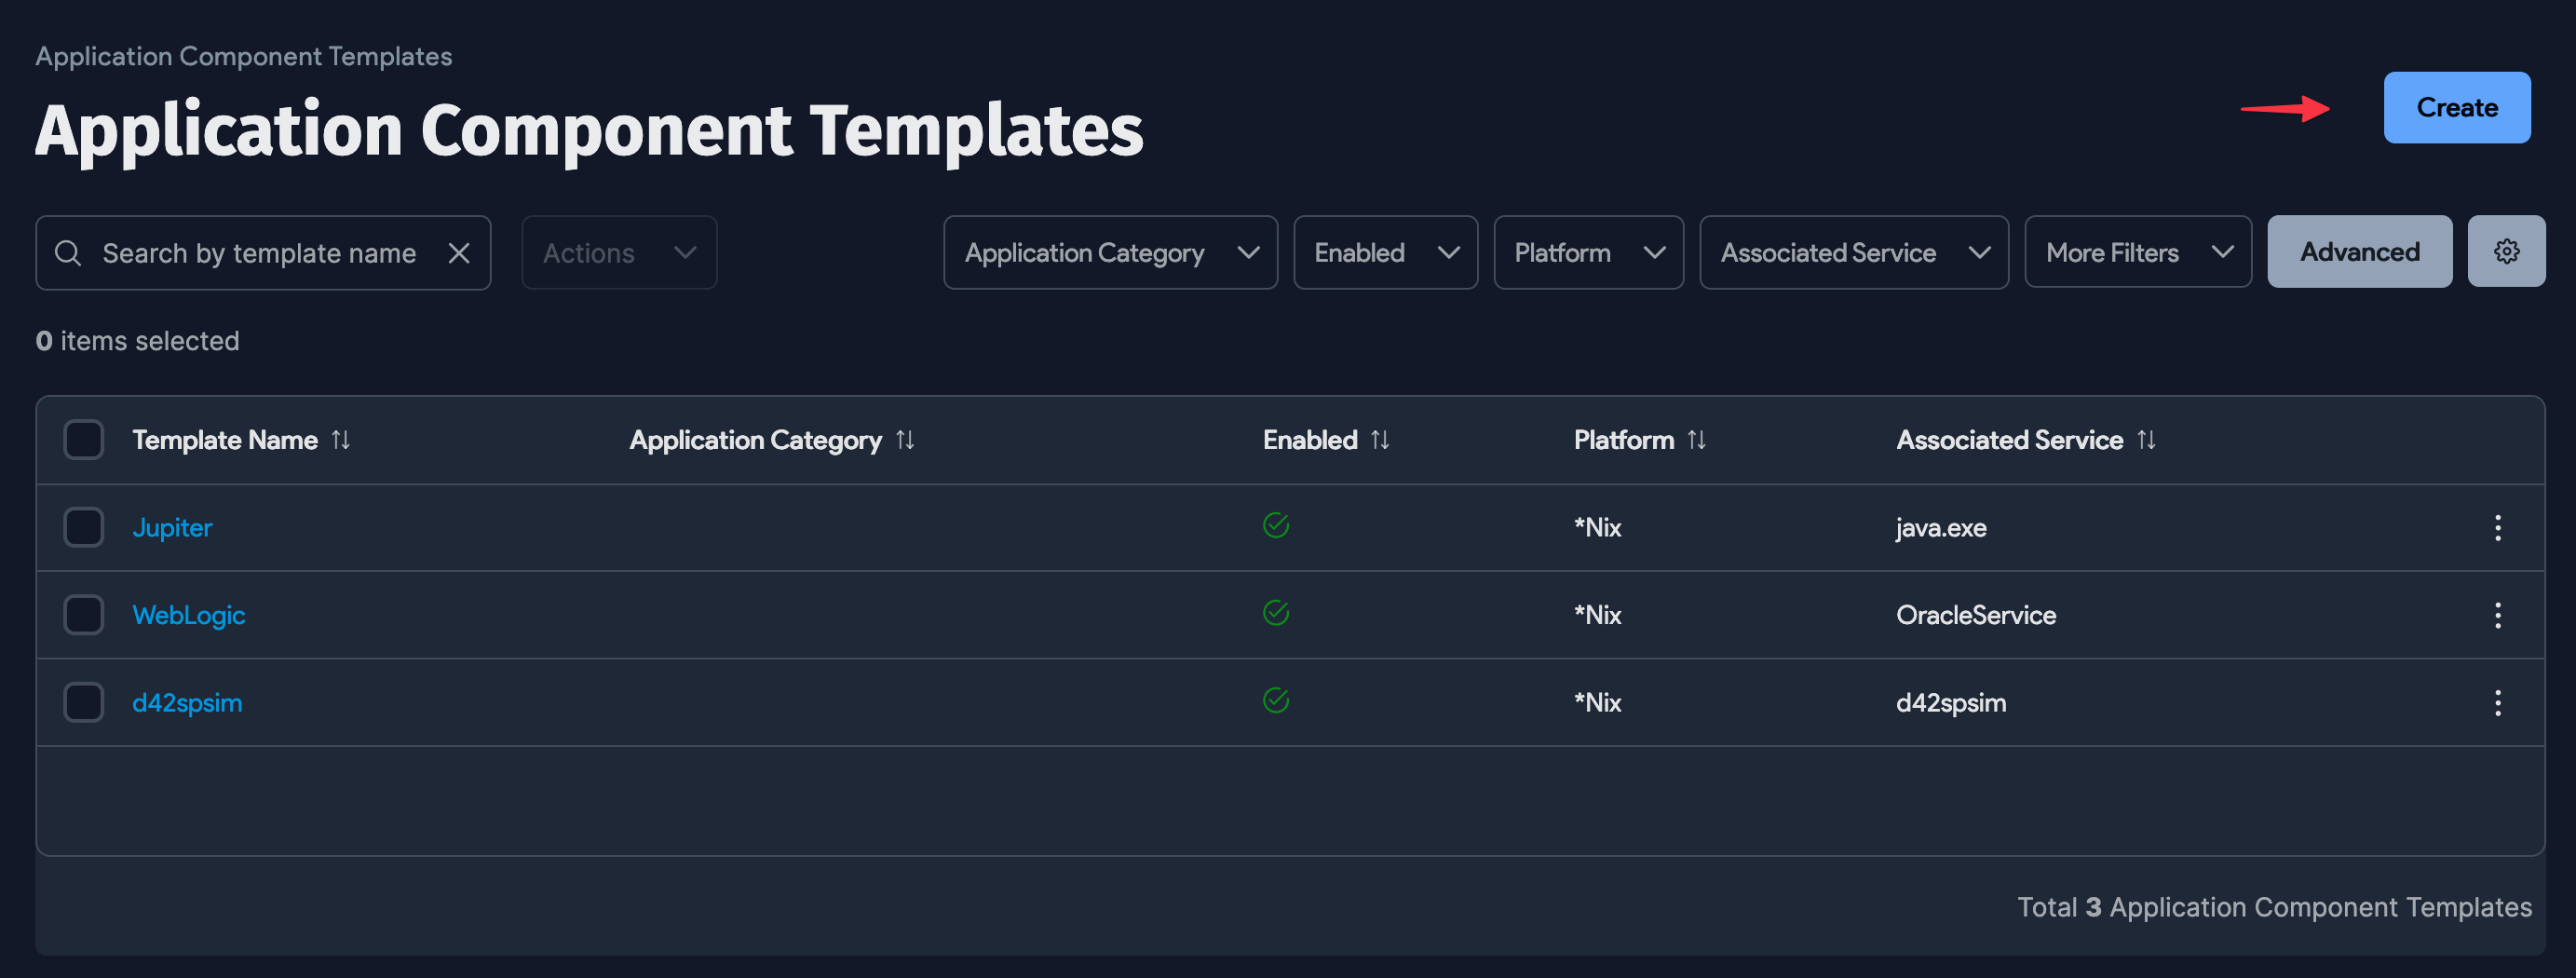 Application Component Templates
Application Component Templates
Create
Search by template name
Actions
Application Category
Enabled
Platform
Associated Service
More Filters
Advanced
0 items selected
Template Name Application Category Enabled Platform Associated Service
Jupiter *Nix java.exe
WebLogic *Nix OracleService
d42spsim *Nix d42spsim
Total 3 Application Component Templates